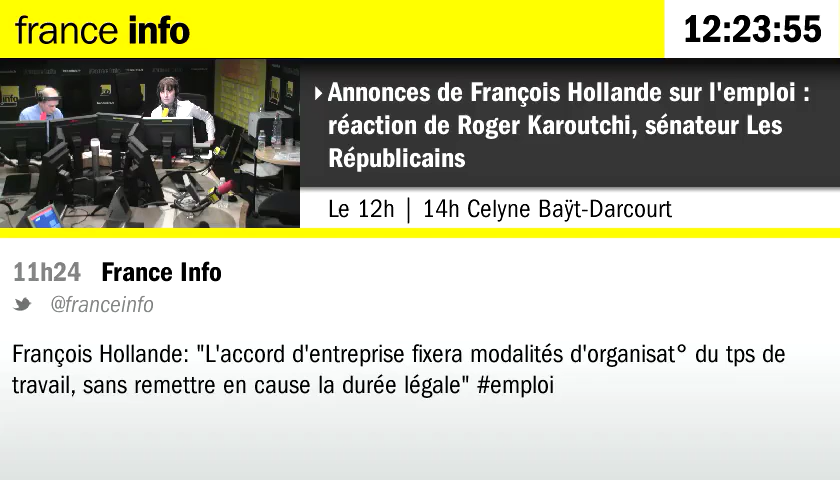 france info
12:23:55
Annonces de François Hollande sur l'emploi :
réaction de Roger Karoutchi, sénateur Les
Républicains
Le 12h | 14h Celyne Baÿt-Darcourt
11h24 France Info
@franceinfo
François Hollande: "L'accord d'entreprise fixera modalités d'organisat° du tps de
travail, sans remettre en cause la durée légale" #emploi